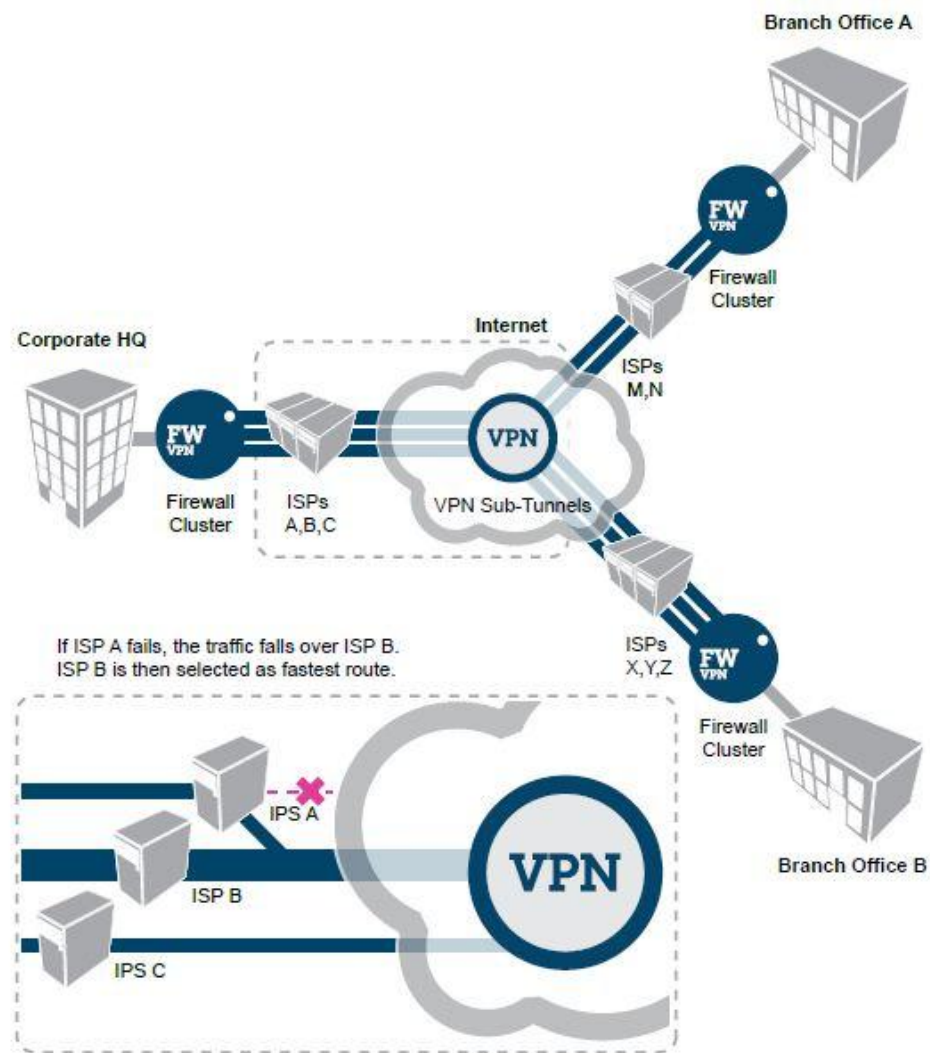 Branch Office A
FW
VPN
Firewall
Cluster
Internet
Corporate HQ
ISPs
M,N
FW
VPN
VPN
Firewall
Cluster
ISPs
A,B,C
VPN Sub-Tunnels
If ISP A fails, the traffic falls over ISP B.
ISP B is then selected as fastest route.
ISPs
X,Y,Z
FW
VPN
Firewall
Cluster
Branch Office B
IPS A
VPN
ISP B
IPS C